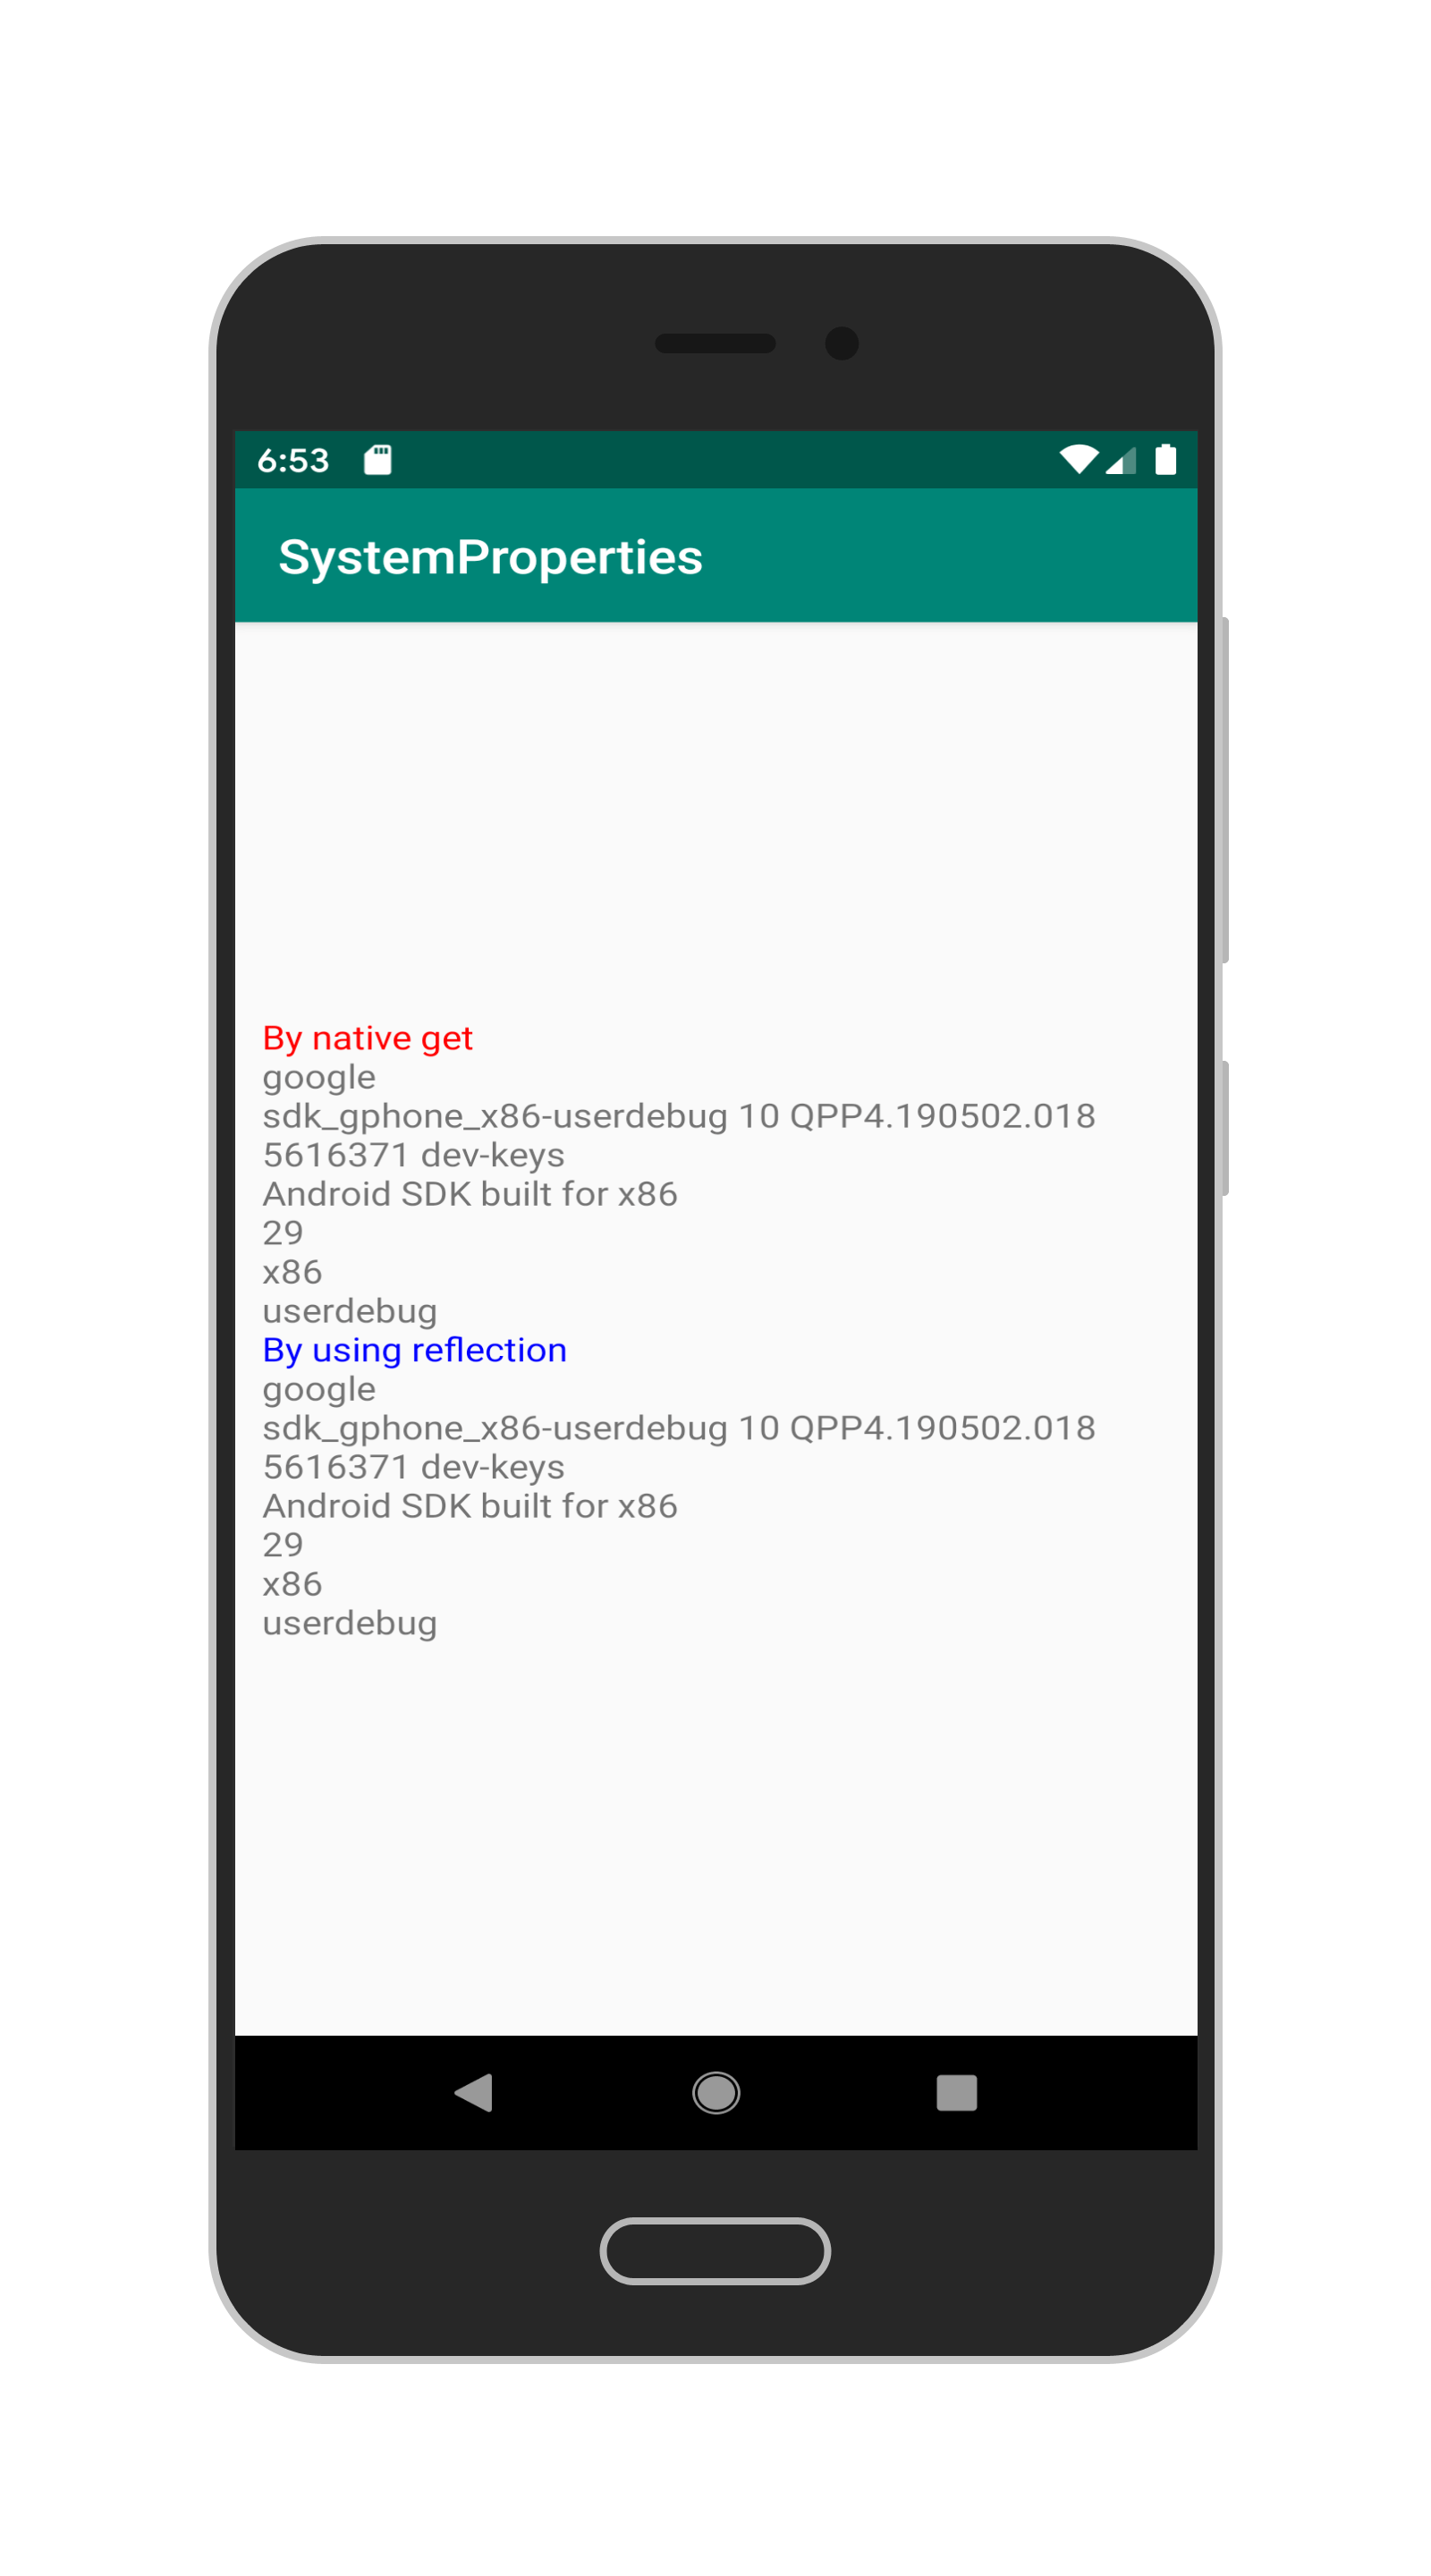 6:53
SystemProperties
By native get
google
sdk_gphone_x86-userdebug 10 QPP4.190502.018
5616371 dev-keys
Android SDK built for x86
29
x86
userdebug
By using reflection
google
sdk_gphone_x86-userdebug 10 QPP4.190502.018
5616371 dev-keys
Android SDK built for x86
29
x86
userdebug